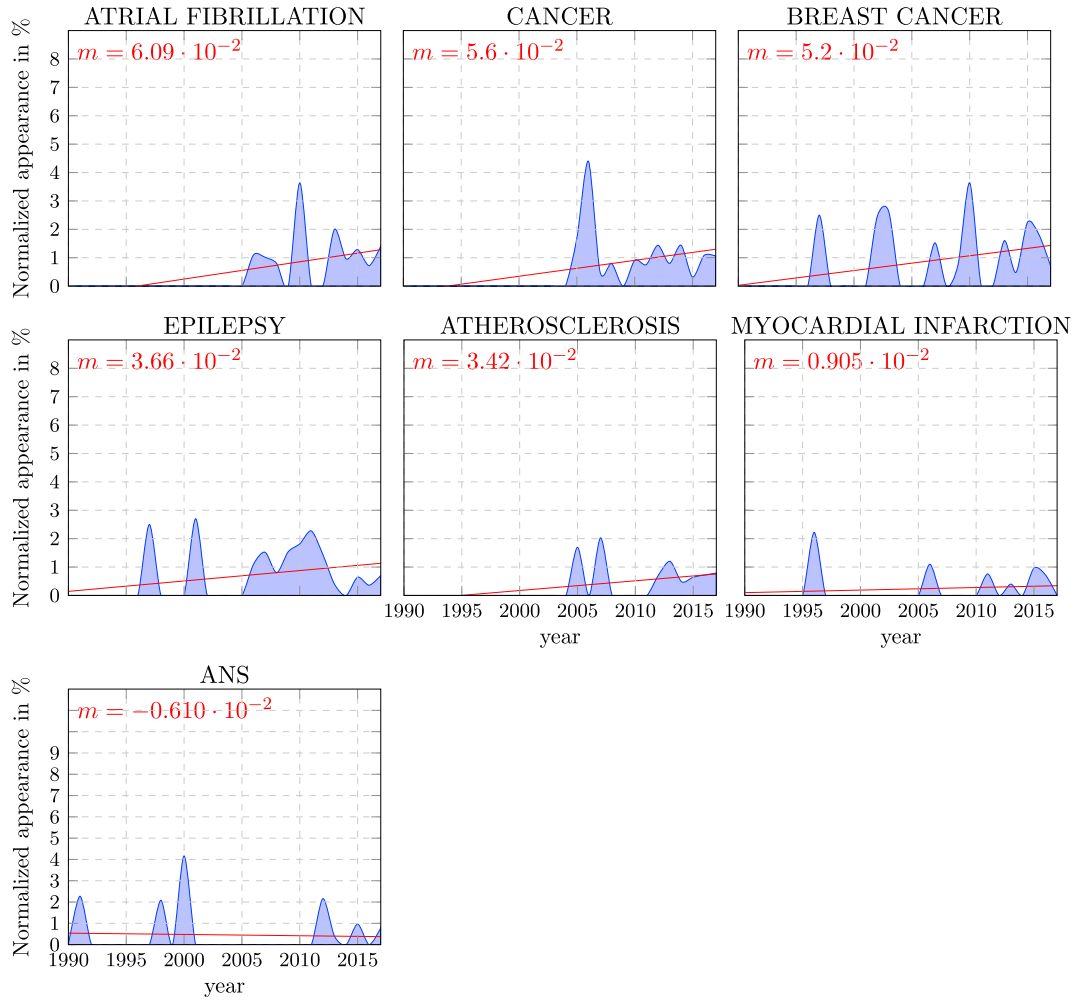 ATRIAL FIBRILLATION
CANCER
BREAST CANCER
Normalized appearance in %
m = 6.09 · 10⁻²
m = 5.6 · 10⁻²
m = 5.2 · 10⁻²
8
7
6
5
4
3
2
1
0
EPILEPSY
ATHEROSCLEROSIS
MYOCARDIAL INFARCTION
Normalized appearance in %
m = 3.66 · 10⁻²
m = 3.42 · 10⁻²
m = 0.905 · 10⁻²
8
7
6
5
4
3
2
1
0
1990 1995 2000 2005 2010 2015
year
1990 1995 2000 2005 2010 2015
year
ANS
Normalized appearance in %
m = −0.610 · 10⁻²
9
8
7
6
5
4
3
2
1
0
1990 1995 2000 2005 2010 2015
year